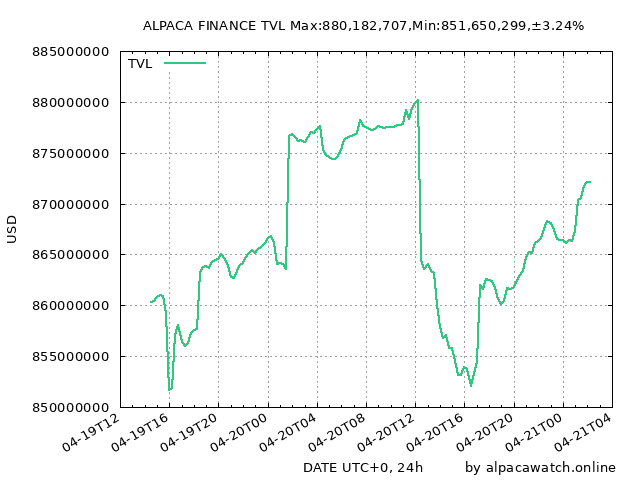 ALPACA FINANCE TVL Max:880,182,707,Min:851,650,299,±3.24%
885000000
TVL
880000000
875000000
870000000
USD
865000000
860000000
855000000
850000000
04-19T12
04-19T16
04-19T20
04-20T00
04-20T04
04-20T08
04-20T12
04-20T16
04-20T20
04-21T00
04-21T04
DATE UTC+0, 24h
by alpacawatch.online